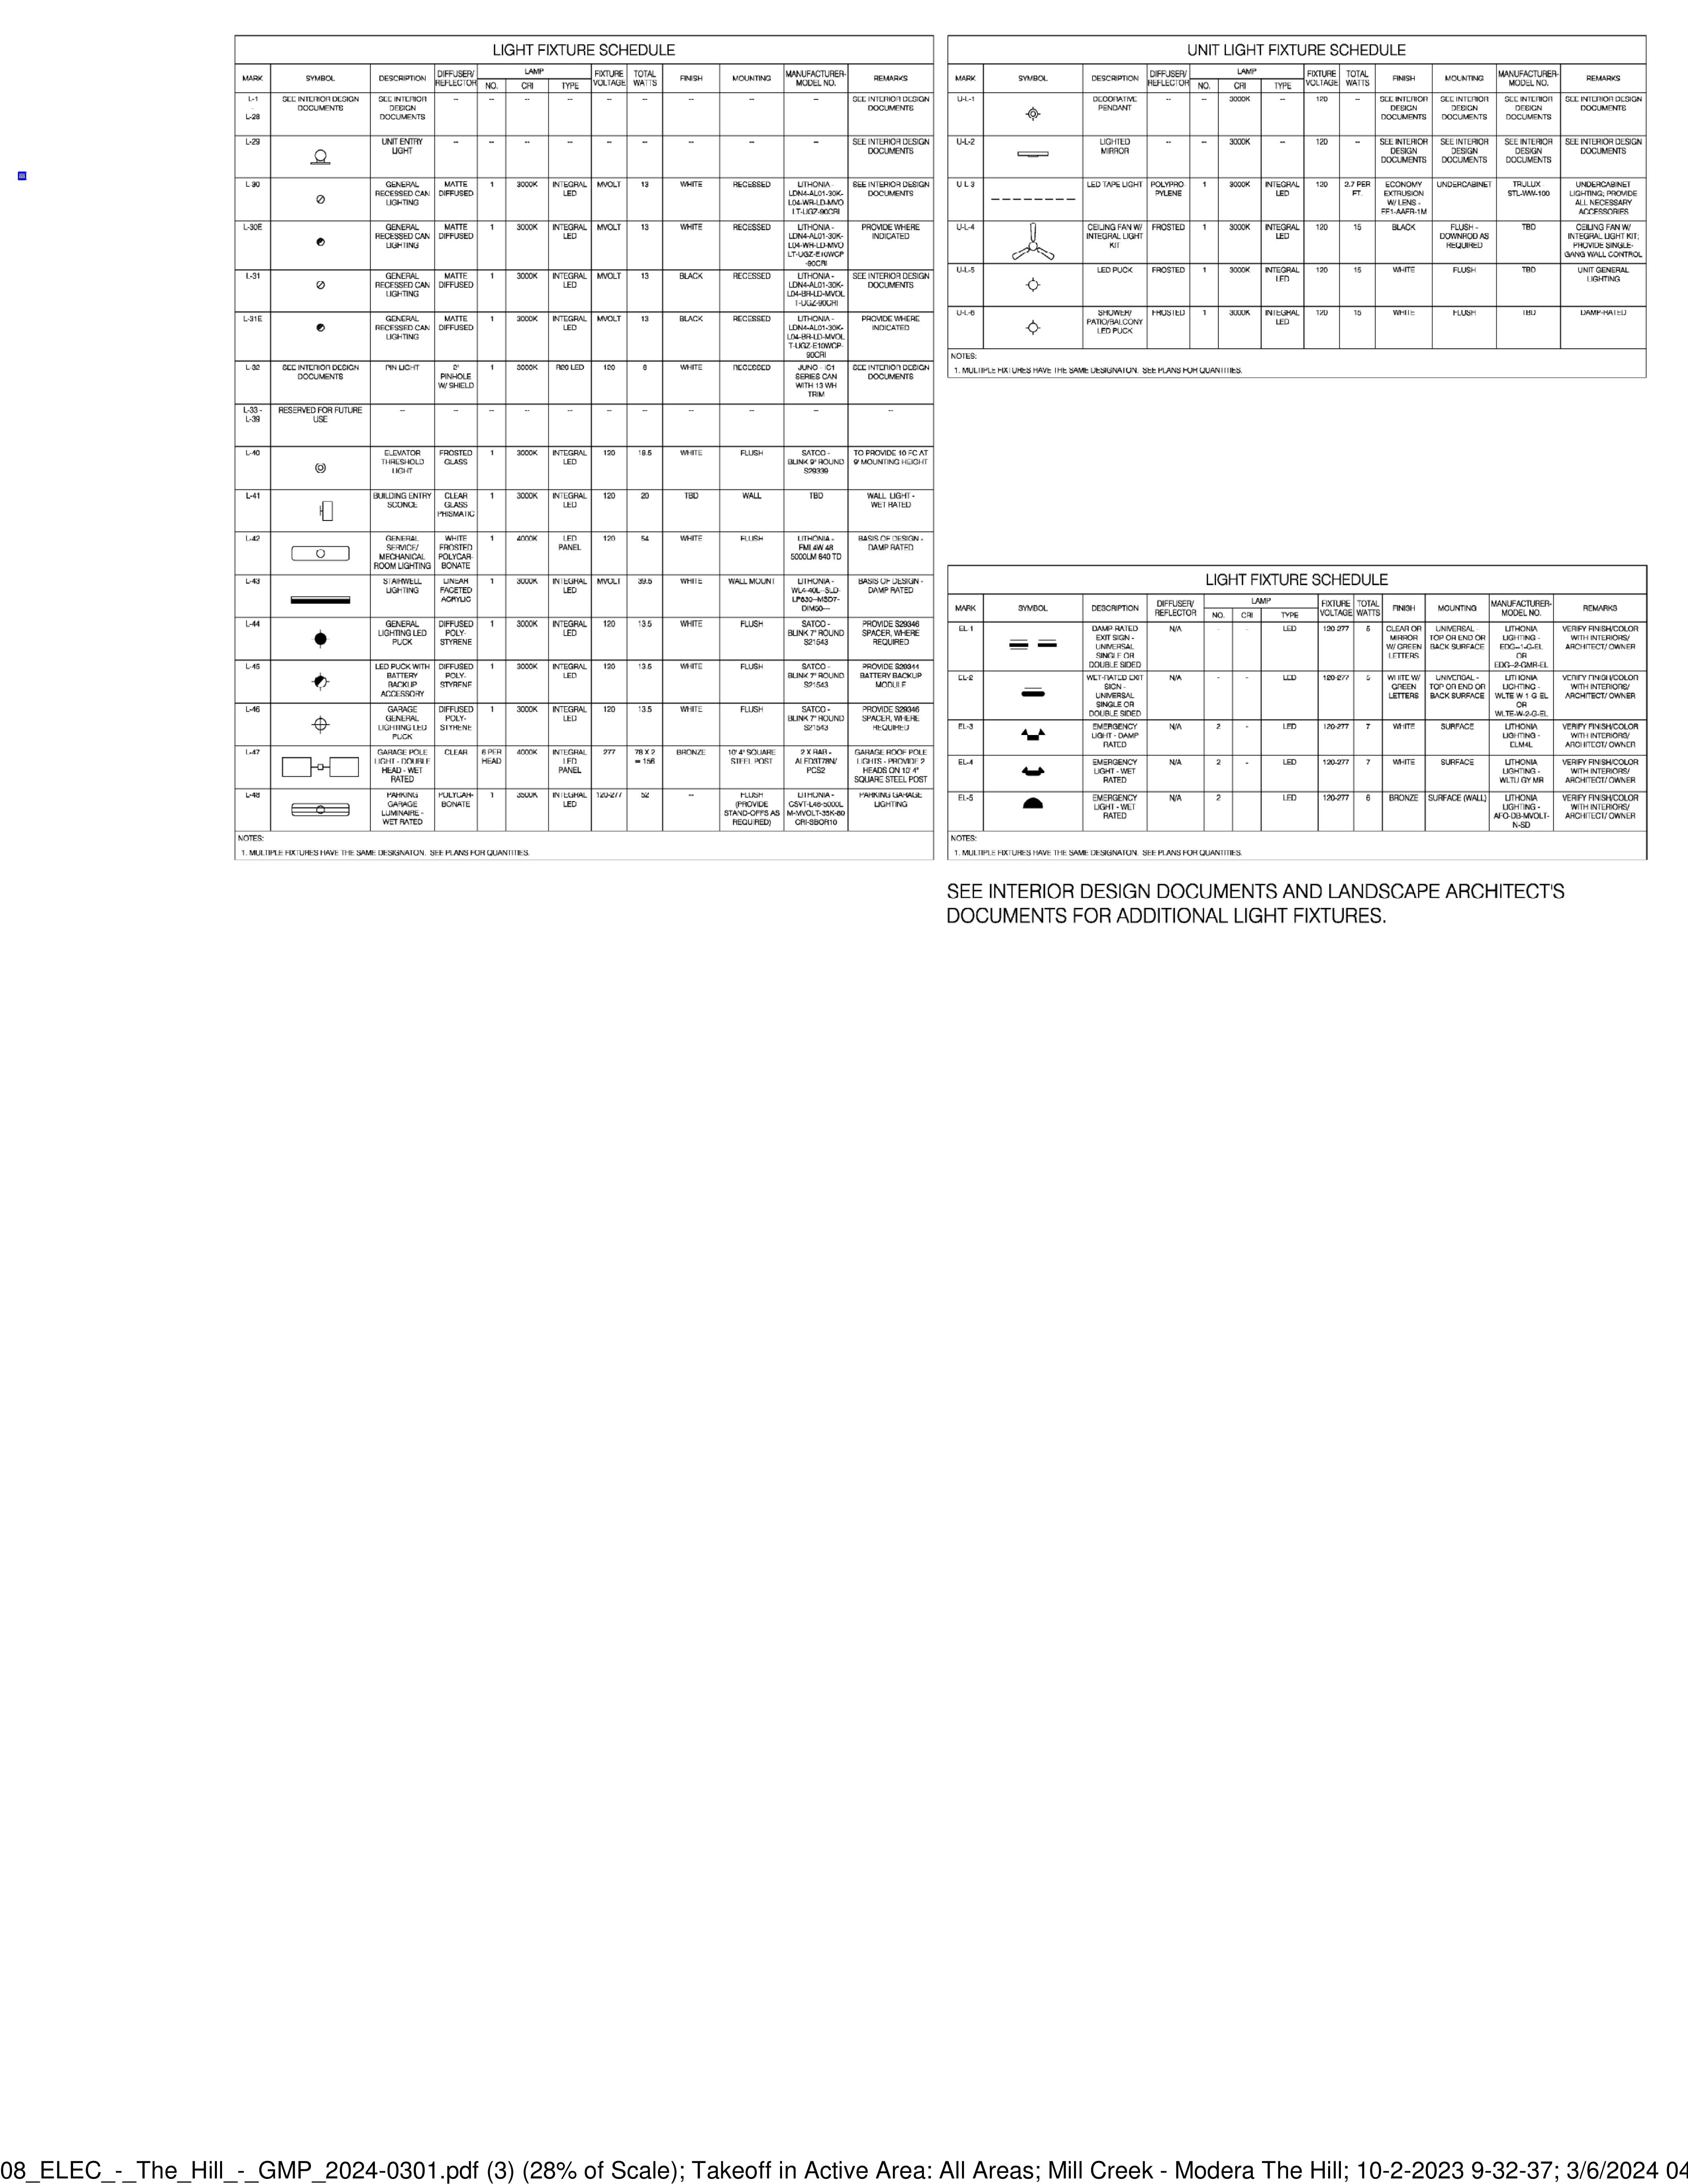 LIGHT FIXTURE SCHEDULE
MARK SYMBOL DESCRIPTION DIFFUSER/ REFLECTOR LAMP NO. CRI TYPE FIXTURE VOLTAGE TOTAL WATTS FINISH MOUNTING MANUFACTURER- MODEL NO. REMARKS
L-1 - L-28 SEE INTERIOR DESIGN DOCUMENTS SEE INTERIOR DESIGN DOCUMENTS -- -- -- -- -- -- -- -- -- SEE INTERIOR DESIGN DOCUMENTS
L-29 UNIT ENTRY LIGHT -- -- -- -- -- -- -- -- -- SEE INTERIOR DESIGN DOCUMENTS
L-30 GENERAL RECESSED CAN LIGHTING MATTE DIFFUSED 1 3000K INTEGRAL LED MVOLT 13 WHITE RECESSED LITHONIA - LDN4-AL01-30K- L04-WR-LD-MVO LT-UGZ-90CRI SEE INTERIOR DESIGN DOCUMENTS
L-30E GENERAL RECESSED CAN LIGHTING MATTE DIFFUSED 1 3000K INTEGRAL LED MVOLT 13 WHITE RECESSED LITHONIA - LDN4-AL01-30K- L04-WR-LD-MVO LT-UGZ-E10WCP -90CRI PROVIDE WHERE INDICATED
L-31 GENERAL RECESSED CAN LIGHTING MATTE DIFFUSED 1 3000K INTEGRAL LED MVOLT 13 BLACK RECESSED LITHONIA - LDN4-AL01-30K- L04-BR-LD-MVOL T-UGZ-90CRI SEE INTERIOR DESIGN DOCUMENTS
L-31E GENERAL RECESSED CAN LIGHTING MATTE DIFFUSED 1 3000K INTEGRAL LED MVOLT 13 BLACK RECESSED LITHONIA - LDN4-AL01-30K- L04-BR-LD-MVOL T-UGZ-E10WCP- 90CRI PROVIDE WHERE INDICATED
L-32 SEE INTERIOR DESIGN DOCUMENTS PIN LIGHT 2" PINHOLE W/ SHIELD 1 3000K R20 LED 120 8 WHITE RECESSED JUNO - IC1 SERIES CAN WITH 13 WH TRIM SEE INTERIOR DESIGN DOCUMENTS
L-33 - L-39 RESERVED FOR FUTURE USE -- -- -- -- -- -- -- -- -- -- --
L-40 ELEVATOR THRESHOLD LIGHT FROSTED GLASS 1 3000K INTEGRAL LED 120 18.5 WHITE FLUSH SATCO - BLINK 9" ROUND S29339 TO PROVIDE 10 FC AT 9' MOUNTING HEIGHT
L-41 BUILDING ENTRY SCONCE CLEAR GLASS PRISMATIC 1 3000K INTEGRAL LED 120 20 TBD WALL TBD WALL LIGHT - WET RATED
L-42 GENERAL SERVICE/ MECHANICAL ROOM LIGHTING WHITE FROSTED POLYCAR- BONATE 1 4000K LED PANEL 120 54 WHITE FLUSH LITHONIA - FML4W 48 5000LM 840 TD BASIS OF DESIGN - DAMP RATED
L-43 STAIRWELL LIGHTING LINEAR FACETED ACRYLIC 1 3000K INTEGRAL LED MVOLT 39.5 WHITE WALL MOUNT LITHONIA - WL4-40L--SLD- LP830--MSD7- DIM50--- BASIS OF DESIGN - DAMP RATED
L-44 GENERAL LIGHTING LED PUCK DIFFUSED POLY- STYRENE 1 3000K INTEGRAL LED 120 13.5 WHITE FLUSH SATCO - BLINK 7" ROUND S21543 PROVIDE S29346 SPACER, WHERE REQUIRED
L-45 LED PUCK WITH BATTERY BACKUP ACCESSORY DIFFUSED POLY- STYRENE 1 3000K INTEGRAL LED 120 13.5 WHITE FLUSH SATCO - BLINK 7" ROUND S21543 PROVIDE S29344 BATTERY BACKUP MODULE
L-46 GARAGE GENERAL LIGHTING LED PUCK DIFFUSED POLY- STYRENE 1 3000K INTEGRAL LED 120 13.5 WHITE FLUSH SATCO - BLINK 7" ROUND S21543 PROVIDE S29346 SPACER, WHERE REQUIRED
L-47 GARAGE POLE LIGHT - DOUBLE HEAD - WET RATED CLEAR 6 PER HEAD 4000K INTEGRAL LED PANEL 277 78 X 2 = 156 BRONZE 10' 4" SQUARE STEEL POST 2 X RAB - ALED3T78N/ PCS2 GARAGE ROOF POLE LIGHTS - PROVIDE 2 HEADS ON 10' 4" SQUARE STEEL POST
L-48 PARKING GARAGE LUMINAIRE - WET RATED POLYCAR- BONATE 1 3500K INTEGRAL LED 120-277 52 -- FLUSH (PROVIDE STAND-OFFS AS REQUIRED) LITHONIA - CSVT-L48-5000L M-MVOLT-35K-80 CRI-SBOR10 PARKING GARAGE LIGHTING
NOTES:
1. MULTIPLE FIXTURES HAVE THE SAME DESIGNATON. SEE PLANS FOR QUANTITIES.
UNIT LIGHT FIXTURE SCHEDULE
MARK SYMBOL DESCRIPTION DIFFUSER/ REFLECTOR LAMP NO. CRI TYPE FIXTURE VOLTAGE TOTAL WATTS FINISH MOUNTING MANUFACTURER- MODEL NO. REMARKS
U-L-1 DECORATIVE PENDANT -- -- 3000K -- 120 -- SEE INTERIOR DESIGN DOCUMENTS SEE INTERIOR DESIGN DOCUMENTS SEE INTERIOR DESIGN DOCUMENTS SEE INTERIOR DESIGN DOCUMENTS
U-L-2 LIGHTED MIRROR -- -- 3000K -- 120 -- SEE INTERIOR DESIGN DOCUMENTS SEE INTERIOR DESIGN DOCUMENTS SEE INTERIOR DESIGN DOCUMENTS SEE INTERIOR DESIGN DOCUMENTS
U-L-3 LED TAPE LIGHT POLYPRO- PYLENE 1 3000K INTEGRAL LED 120 2.7 PER FT. ECONOMY EXTRUSION W/ LENS - EE1-AAFR-1M UNDERCABINET TRULUX STL-WW-100 UNDERCABINET LIGHTING; PROVIDE ALL NECESSARY ACCESSORIES
U-L-4 CEILING FAN W/ INTEGRAL LIGHT KIT FROSTED 1 3000K INTEGRAL LED 120 15 BLACK FLUSH - DOWNROD AS REQUIRED TBD CEILING FAN W/ INTEGRAL LIGHT KIT; PROVIDE SINGLE- GANG WALL CONTROL
U-L-5 LED PUCK FROSTED 1 3000K INTEGRAL LED 120 15 WHITE FLUSH TBD UNIT GENERAL LIGHTING
U-L-6 SHOWER/ PATIO/BALCONY LED PUCK FROSTED 1 3000K INTEGRAL LED 120 15 WHITE FLUSH TBD DAMP-RATED
NOTES:
1. MULTIPLE FIXTURES HAVE THE SAME DESIGNATON. SEE PLANS FOR QUANTITIES.
LIGHT FIXTURE SCHEDULE
MARK SYMBOL DESCRIPTION DIFFUSER/ REFLECTOR LAMP NO. CRI TYPE FIXTURE VOLTAGE TOTAL WATTS FINISH MOUNTING MANUFACTURER- MODEL NO. REMARKS
EL-1 DAMP RATED EXIT SIGN - UNIVERSAL SINGLE OR DOUBLE SIDED N/A - - LED 120-277 5 CLEAR OR MIRROR W/ GREEN LETTERS UNIVERSAL - TOP OR END OR BACK SURFACE LITHONIA LIGHTING - EDG--1-G-EL OR EDG--2-GMR-EL VERIFY FINISH/COLOR WITH INTERIORS/ ARCHITECT/ OWNER
EL-2 WET-RATED EXIT SIGN - UNIVERSAL SINGLE OR DOUBLE SIDED N/A - - LED 120-277 5 WHITE W/ GREEN LETTERS UNIVERSAL - TOP OR END OR BACK SURFACE LITHONIA LIGHTING - WLTE-W-1-G-EL OR WLTE-W-2-G-EL VERIFY FINISH/COLOR WITH INTERIORS/ ARCHITECT/ OWNER
EL-3 EMERGENCY LIGHT - DAMP RATED N/A 2 - LED 120-277 7 WHITE SURFACE LITHONIA LIGHTING - ELM4L VERIFY FINISH/COLOR WITH INTERIORS/ ARCHITECT/ OWNER
EL-4 EMERGENCY LIGHT - WET RATED N/A 2 - LED 120-277 7 WHITE SURFACE LITHONIA LIGHTING - WLTU GY MR VERIFY FINISH/COLOR WITH INTERIORS/ ARCHITECT/ OWNER
EL-5 EMERGENCY LIGHT - WET RATED N/A 2 LED 120-277 6 BRONZE SURFACE (WALL) LITHONIA LIGHTING - AFO-DB-MVOLT- N-SD VERIFY FINISH/COLOR WITH INTERIORS/ ARCHITECT/ OWNER
NOTES:
1. MULTIPLE FIXTURES HAVE THE SAME DESIGNATON. SEE PLANS FOR QUANTITIES.
SEE INTERIOR DESIGN DOCUMENTS AND LANDSCAPE ARCHITECT'S
DOCUMENTS FOR ADDITIONAL LIGHT FIXTURES.
08_ELEC_-_The_Hill_-_GMP_2024-0301.pdf (3) (28% of Scale); Takeoff in Active Area: All Areas; Mill Creek - Modera The Hill; 10-2-2023 9-32-37; 3/6/2024 04